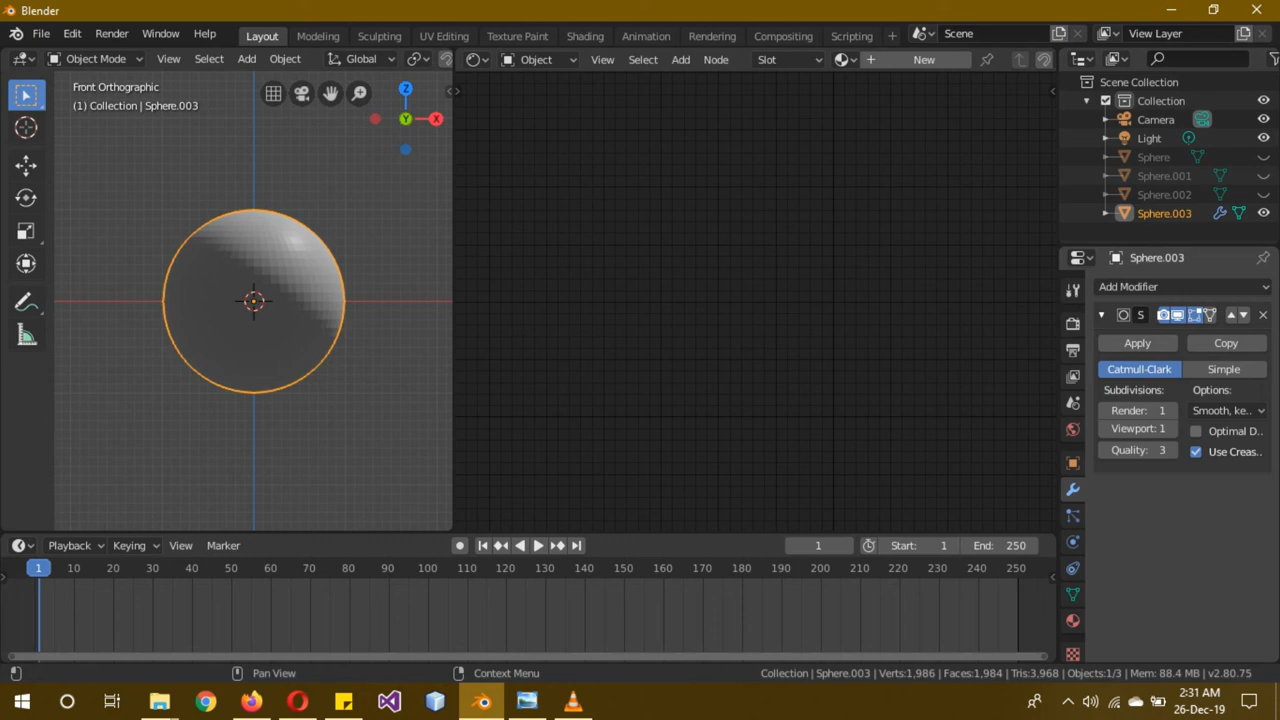 Blender
File Edit Render Window Help Layout Modeling Sculpting UV Editing Texture Paint Shading Animation Rendering Compositing Scripting + Scene View Layer
Object Mode View Select Add Object Global Object View Select Add Node Slot New
Front Orthographic
(1) Collection | Sphere.003
Z
Y
X
Scene Collection
Collection
Camera
Light
Sphere
Sphere.001
Sphere.002
Sphere.003
Sphere.003
Add Modifier
S
Apply Copy
Catmull-Clark Simple
Subdivisions: Options:
Render: 1 Smooth, ke..
Viewport: 1 Optimal D..
Quality: 3 Use Creas..
Playback Keying View Marker 1 Start: 1 End: 250
1 10 20 30 40 50 60 70 80 90 100 110 120 130 140 150 160 170 180 190 200 210 220 230 240 250
Pan View Context Menu Collection | Sphere.003 | Verts:1,986 | Faces:1,984 | Tris:3,968 | Objects:1/3 | Mem: 88.4 MB | v2.80.75
2:31 AM
26-Dec-19